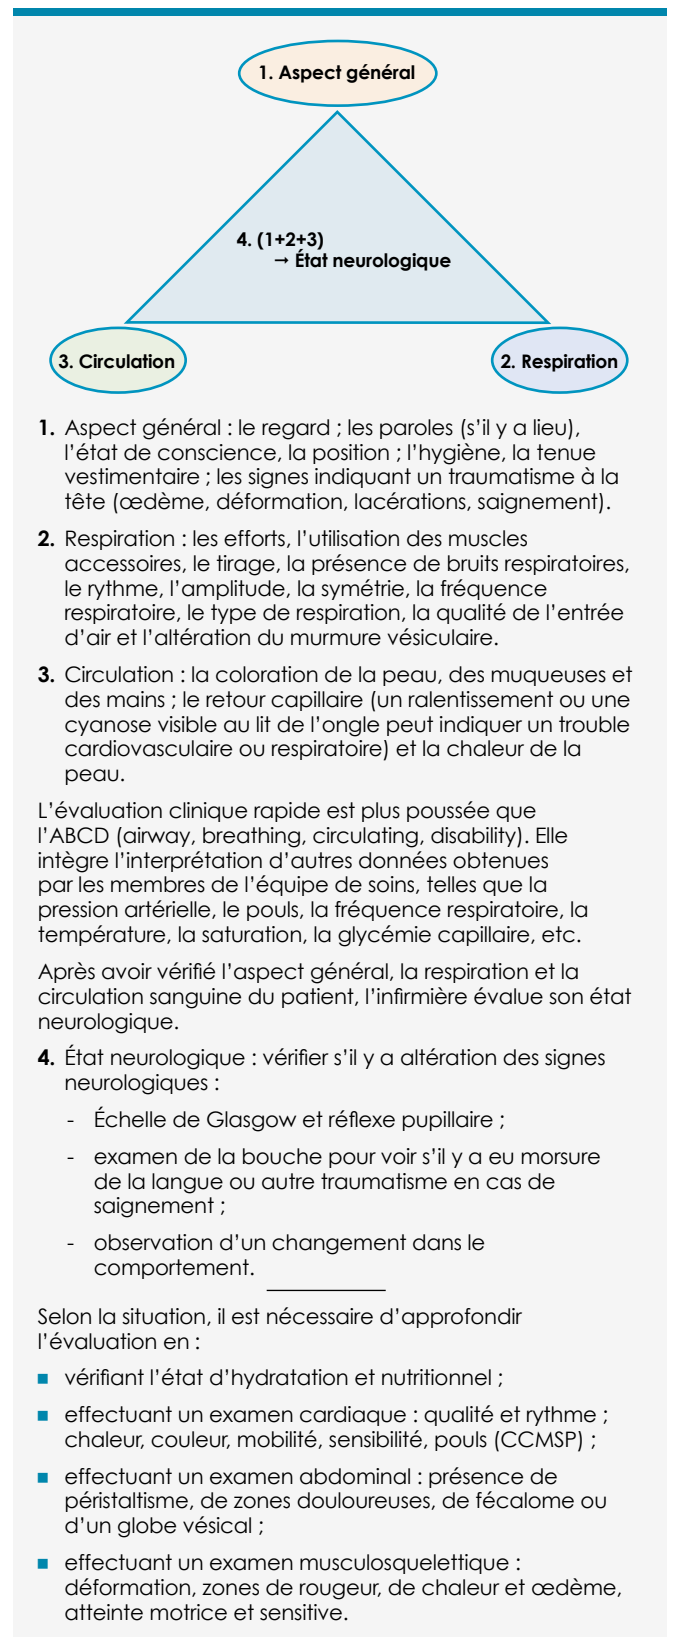 1. Aspect général
4. (1+2+3)
→ État neurologique
3. Circulation
2. Respiration
1. Aspect général : le regard ; les paroles (s’il y a lieu),
l’état de conscience, la position ; l’hygiène, la tenue
vestimentaire ; les signes indiquant un traumatisme à la
tête (œdème, déformation, lacérations, saignement).
2. Respiration : les efforts, l’utilisation des muscles
accessoires, le tirage, la présence de bruits respiratoires,
le rythme, l’amplitude, la symétrie, la fréquence
respiratoire, le type de respiration, la qualité de l’entrée
d’air et l’altération du murmure vésiculaire.
3. Circulation : la coloration de la peau, des muqueuses et
des mains ; le retour capillaire (un ralentissement ou une
cyanose visible au lit de l’ongle peut indiquer un trouble
cardiovasculaire ou respiratoire) et la chaleur de la
peau.
L’évaluation clinique rapide est plus poussée que
l’ABCD (airway, breathing, circulating, disability). Elle
intègre l’interprétation d’autres données obtenues
par les membres de l’équipe de soins, telles que la
pression artérielle, le pouls, la fréquence respiratoire, la
température, la saturation, la glycémie capillaire, etc.
Après avoir vérifié l’aspect général, la respiration et la
circulation sanguine du patient, l’infirmière évalue son état
neurologique.
4. État neurologique : vérifier s’il y a altération des signes
neurologiques :
- Échelle de Glasgow et réflexe pupillaire ;
- examen de la bouche pour voir s’il y a eu morsure
de la langue ou autre traumatisme en cas de
saignement ;
- observation d’un changement dans le
comportement.
Selon la situation, il est nécessaire d’approfondir
l’évaluation en :
■ vérifiant l’état d’hydratation et nutritionnel ;
■ effectuant un examen cardiaque : qualité et rythme ;
chaleur, couleur, mobilité, sensibilité, pouls (CCMSP) ;
■ effectuant un examen abdominal : présence de
péristaltisme, de zones douloureuses, de fécalome ou
d’un globe vésical ;
■ effectuant un examen musculosquelettique :
déformation, zones de rougeur, de chaleur et œdème,
atteinte motrice et sensitive.